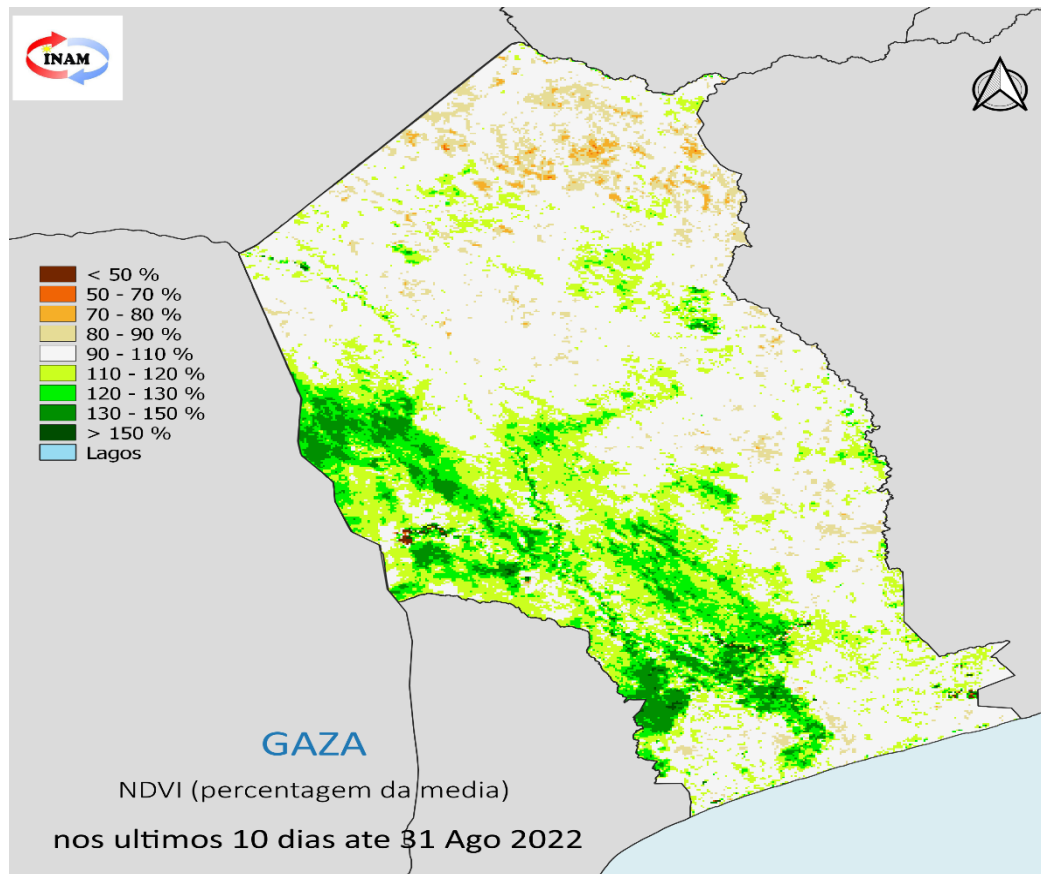 INAM
< 50 %
50 - 70 %
70 - 80 %
80 - 90 %
90 - 110 %
110 - 120 %
120 - 130 %
130 - 150 %
> 150 %
Lagos
GAZA
NDVI (percentagem da media)
nos ultimos 10 dias ate 31 Ago 2022